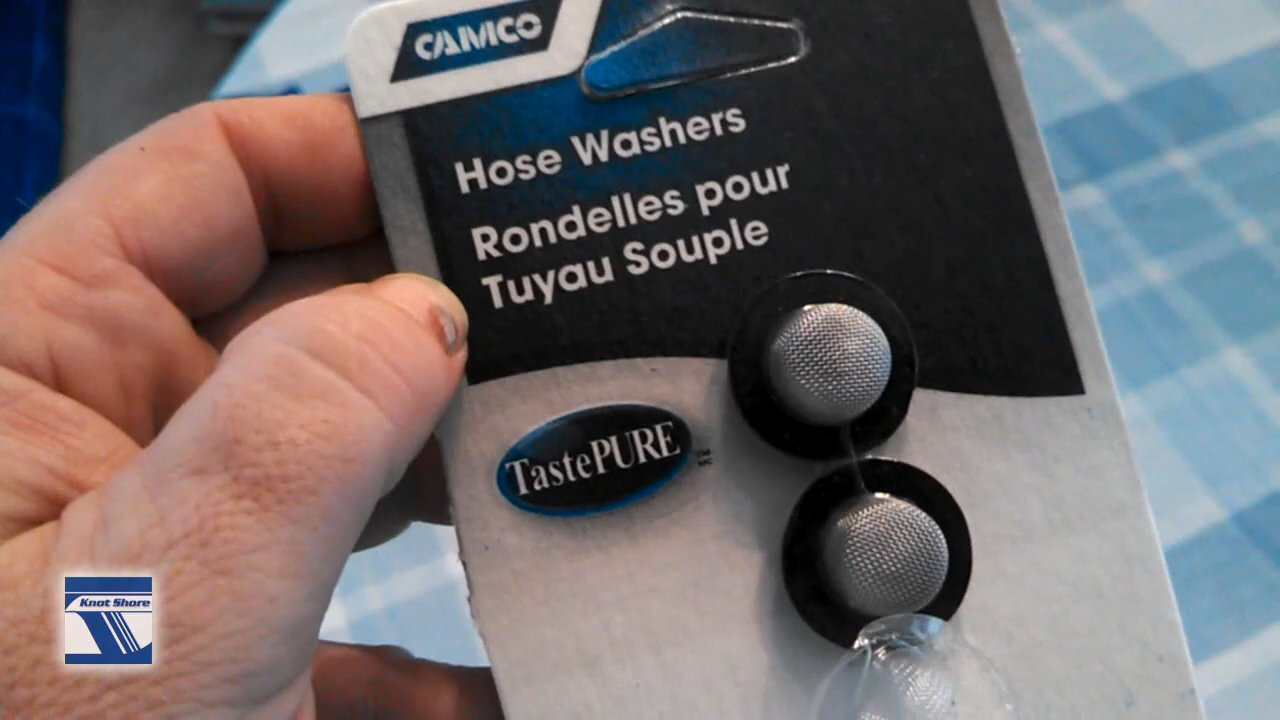 CAMCO
Hose Washers
Rondelles pour
Tuyau Souple
TastePURE
Knot Shore